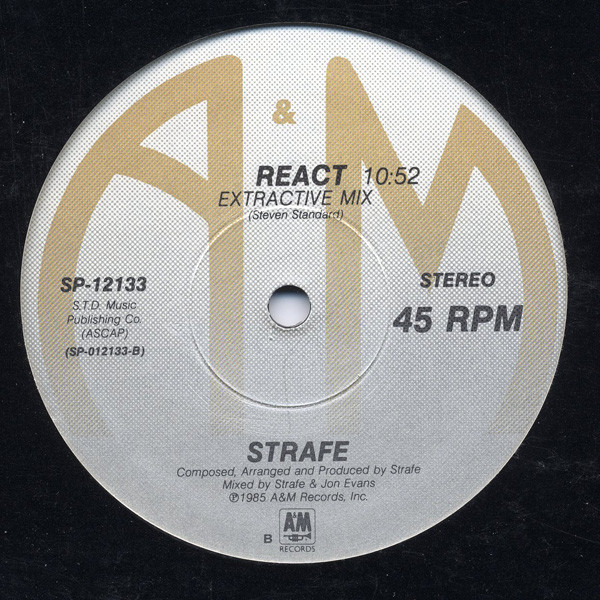 A & M
REACT 10:52
EXTRACTIVE MIX
(Steven Standard)
SP-12133
S.T.D. Music
Publishing Co.
(ASCAP)
(SP-012133-B)
STEREO
45 RPM
STRAFE
Composed, Arranged and Produced by Strafe
Mixed by Strafe & Jon Evans
℗1985 A&M Records, Inc.
B
A&M
RECORDS